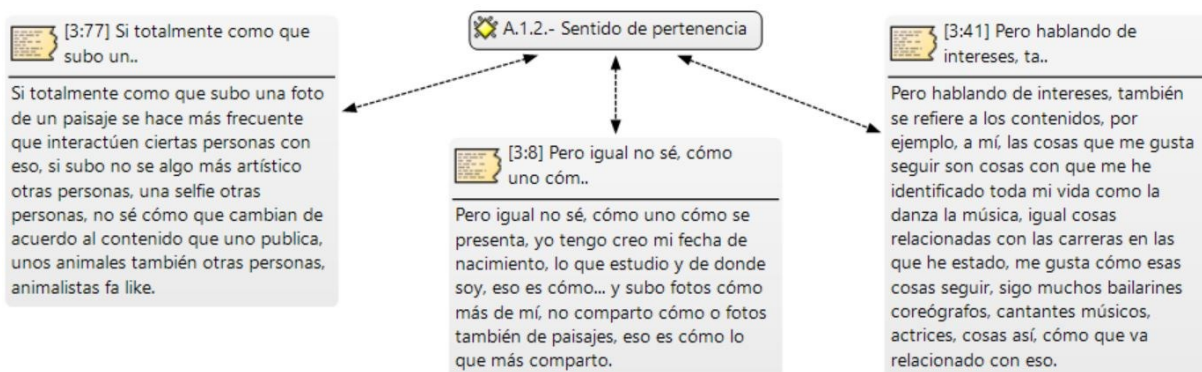 A.1.2.- Sentido de pertenencia
[3:77] Si totalmente como que
subo un..
Si totalmente como que subo una foto
de un paisaje se hace más frecuente
que interactúen ciertas personas con
eso, si subo no se algo más artístico
otras personas, una selfie otras
personas, no sé cómo que cambian de
acuerdo al contenido que uno publica,
unos animales también otras personas,
animalistas fa like.
[3:8] Pero igual no sé, cómo
uno cóm..
Pero igual no sé, cómo uno cómo se
presenta, yo tengo creo mi fecha de
nacimiento, lo que estudio y de donde
soy, eso es cómo... y subo fotos cómo
más de mí, no comparto cómo o fotos
también de paisajes, eso es cómo lo
que más comparto.
[3:41] Pero hablando de
intereses, ta..
Pero hablando de intereses, también
se refiere a los contenidos, por
ejemplo, a mí, las cosas que me gusta
seguir son cosas con que me he
identificado toda mi vida como la
danza la música, igual cosas
relacionadas con las carreras en las
que he estado, me gusta cómo esas
cosas seguir, sigo muchos bailarines
coreógrafos, cantantes músicos,
actrices, cosas así, cómo que va
relacionado con eso.